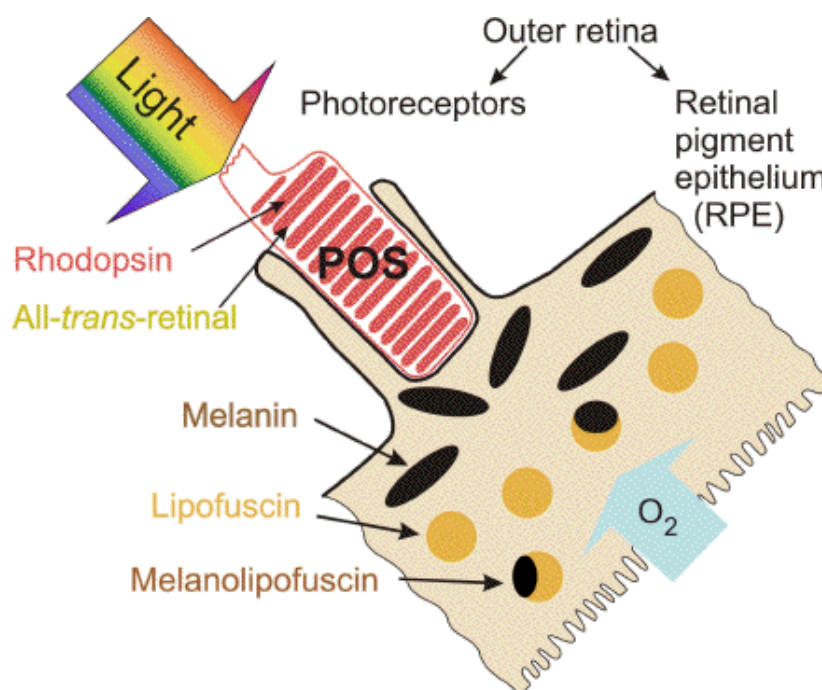 Outer retina
Light
Photoreceptors
Retinal
pigment
epithelium
(RPE)
Rhodopsin
POS
All-trans-retinal
Melanin
Lipofuscin
O2
Melanolipofuscin